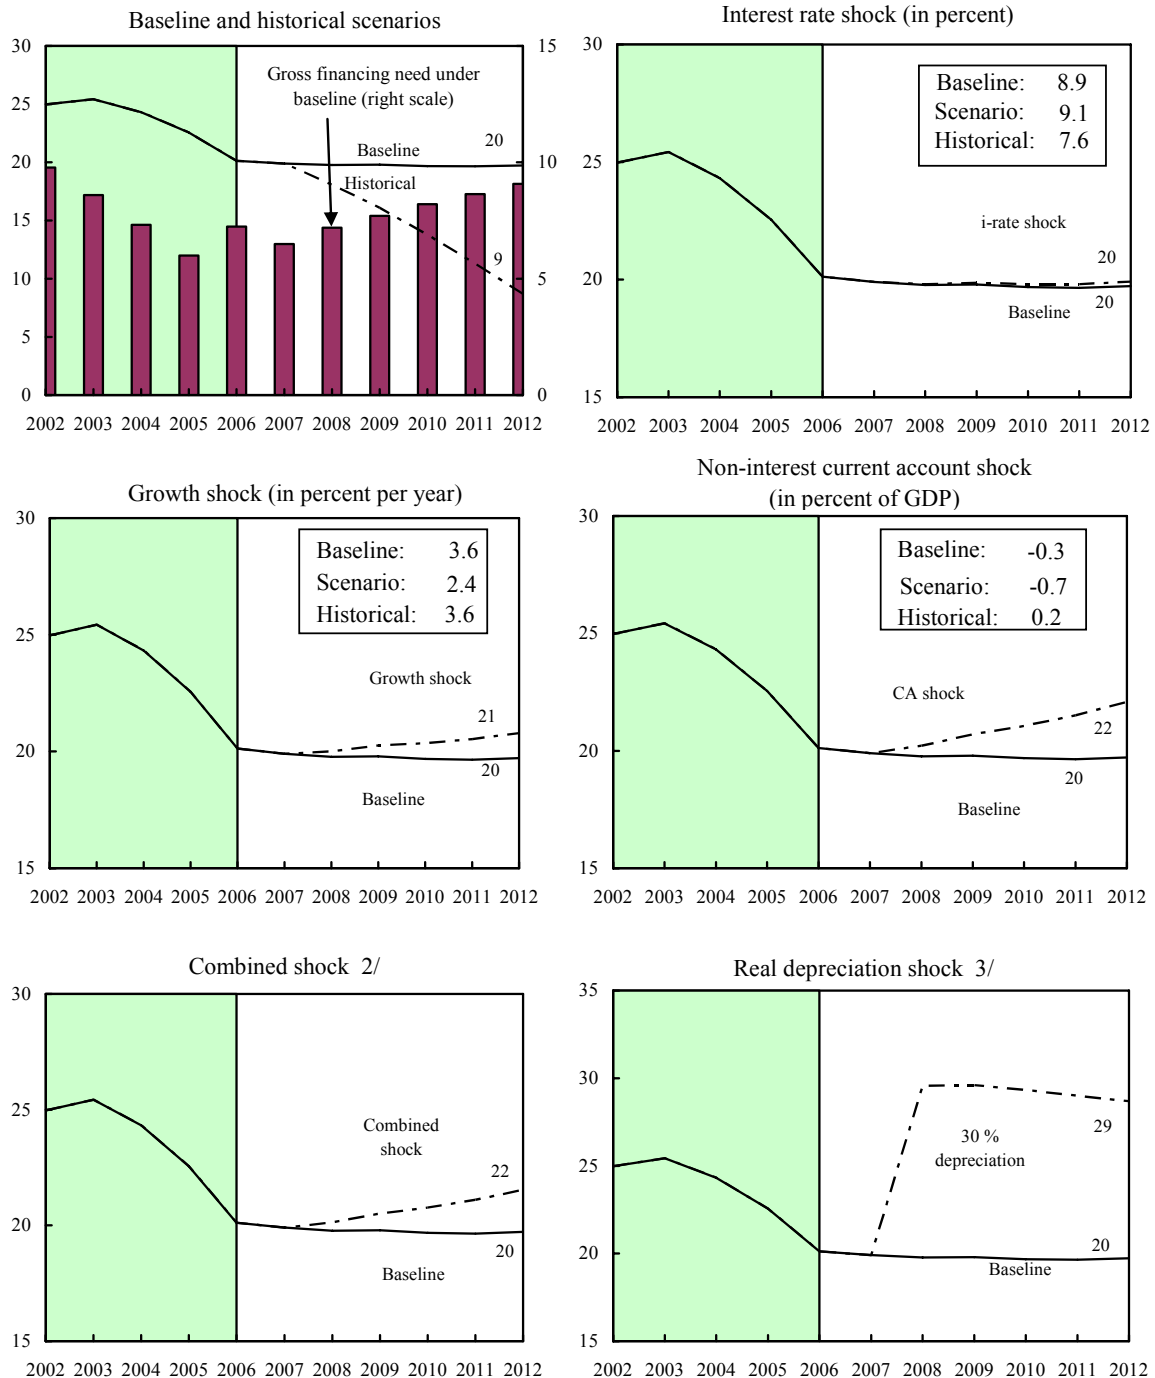 Baseline and historical scenarios
30
25
20
15
10
5
0
15
10
5
0
Gross financing need under
baseline (right scale)
Baseline
20
Historical
9
2002 2003 2004 2005 2006 2007 2008 2009 2010 2011 2012
Interest rate shock (in percent)
30
25
20
15
Baseline: 8.9
Scenario: 9.1
Historical: 7.6
i-rate shock
20
20
Baseline
2002 2003 2004 2005 2006 2007 2008 2009 2010 2011 2012
Growth shock (in percent per year)
30
25
20
15
Baseline: 3.6
Scenario: 2.4
Historical: 3.6
Growth shock
21
20
Baseline
2002 2003 2004 2005 2006 2007 2008 2009 2010 2011 2012
Non-interest current account shock
(in percent of GDP)
30
25
20
15
Baseline: -0.3
Scenario: -0.7
Historical: 0.2
CA shock
22
20
Baseline
2002 2003 2004 2005 2006 2007 2008 2009 2010 2011 2012
Combined shock 2/
30
25
20
15
Combined
shock
22
20
Baseline
2002 2003 2004 2005 2006 2007 2008 2009 2010 2011 2012
Real depreciation shock 3/
35
30
25
20
15
29
30 %
depreciation
20
Baseline
2002 2003 2004 2005 2006 2007 2008 2009 2010 2011 2012